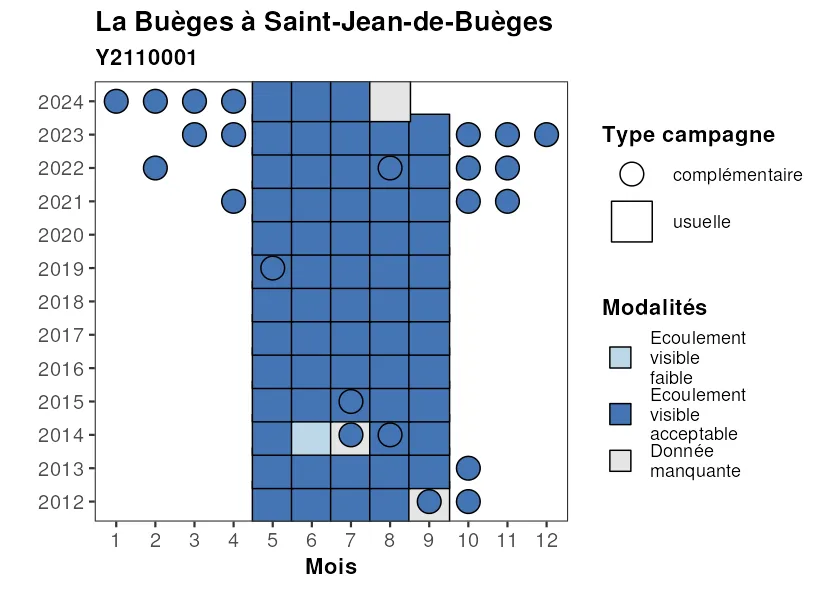 La Buèges à Saint-Jean-de-Buèges
Y2110001
2024
2023
2022
2021
2020
2019
2018
2017
2016
2015
2014
2013
2012
1 2 3 4 5 6 7 8 9 10 11 12
Mois
Type campagne
complémentaire
usuelle
Modalités
Ecoulement
visible
faible
Ecoulement
visible
acceptable
Donnée
manquante